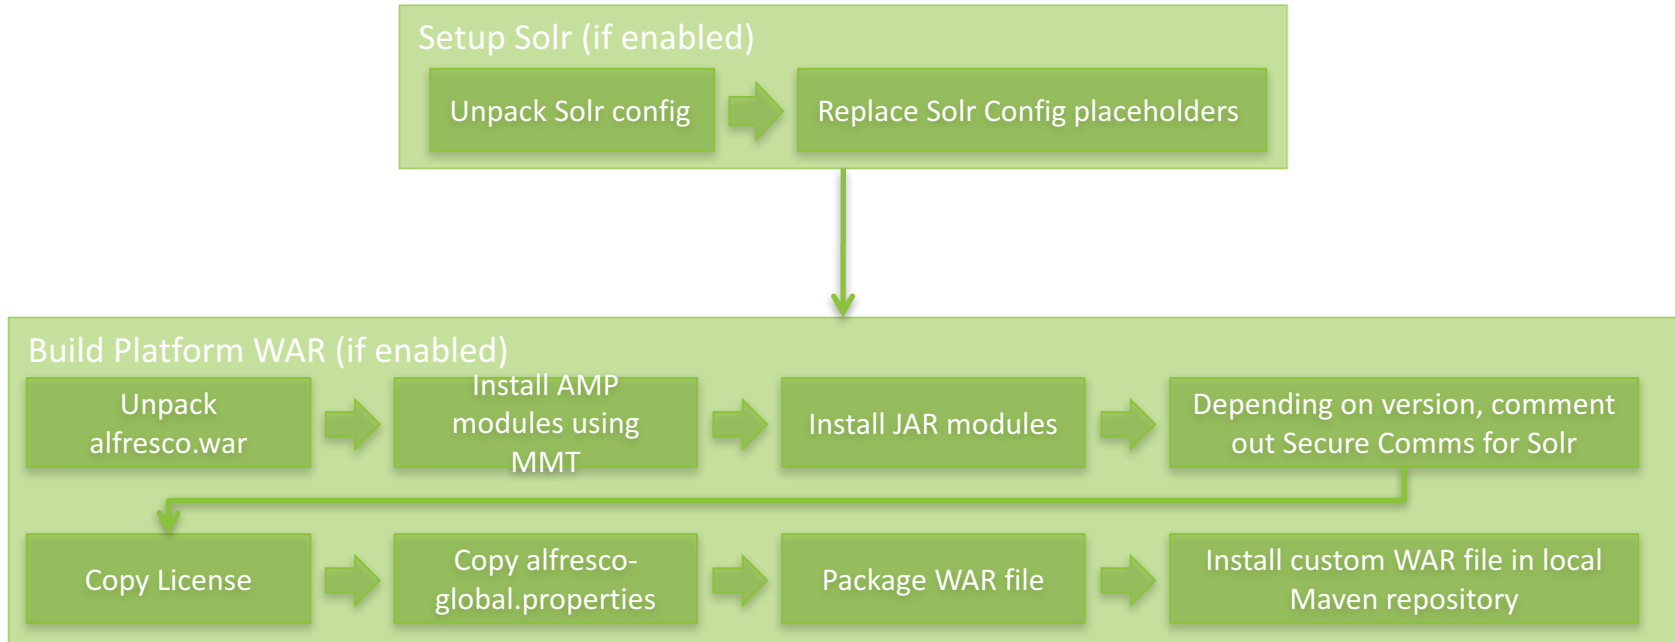 Setup Solr (if enabled)
Unpack Solr config
Replace Solr Config placeholders
Build Platform WAR (if enabled)
Unpack
alfresco.war
Install AMP
modules using
MMT
Install JAR modules
Depending on version, comment
out Secure Comms for Solr
Copy License
Copy alfresco-
global.properties
Package WAR file
Install custom WAR file in local
Maven repository